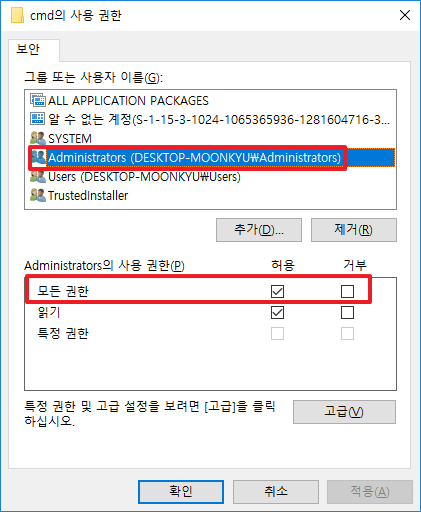 cmd의 사용 권한
보안
그룹 또는 사용자 이름(G):
ALL APPLICATION PACKAGES
알 수 없는 계정(S-1-15-3-1024-1065365936-1281604716-3...
SYSTEM
Administrators (DESKTOP-MOONKYU₩Administrators)
Users (DESKTOP-MOONKYU₩Users)
TrustedInstaller
추가(D)... 제거(R)
Administrators의 사용 권한(P) 허용 거부
모든 권한
읽기
특정 권한
특정 권한 및 고급 설정을 보려면 [고급]을 클릭
하십시오.
고급(V)
확인 취소 적용(A)